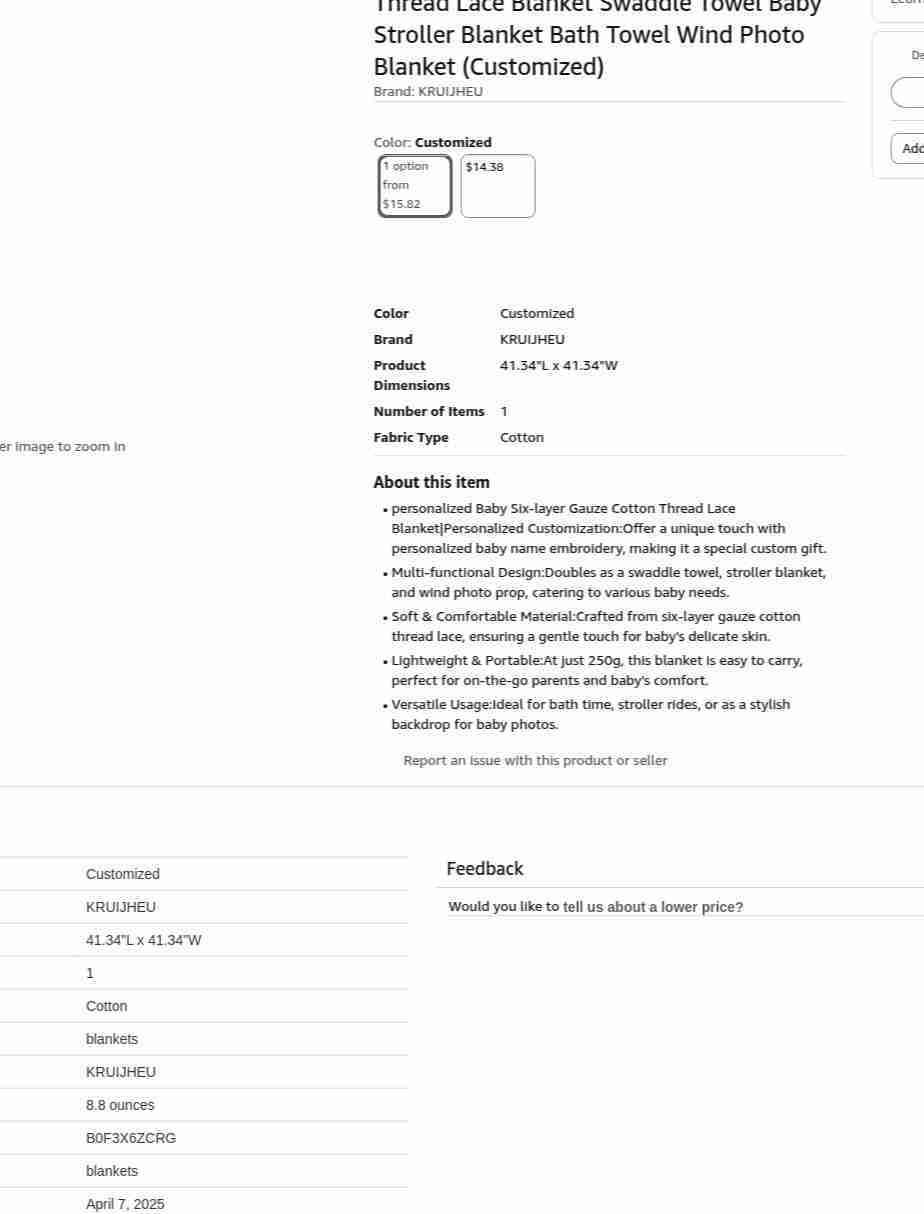 Thread Lace Blanket Swaddle Towel Baby
Stroller Blanket Bath Towel Wind Photo
Blanket (Customized)
Brand: KRUIJHEU
Color: Customized
1 option
from
$15.82
$14.38
Color Customized
Brand KRUIJHEU
Product 41.34"L x 41.34"W
Dimensions
Number of Items 1
Fabric Type Cotton
er image to zoom in
About this item
• personalized Baby Six-layer Gauze Cotton Thread Lace
Blanket|Personalized Customization:Offer a unique touch with
personalized baby name embroidery, making it a special custom gift.
• Multi-functional Design:Doubles as a swaddle towel, stroller blanket,
and wind photo prop, catering to various baby needs.
• Soft & Comfortable Material:Crafted from six-layer gauze cotton
thread lace, ensuring a gentle touch for baby's delicate skin.
• Lightweight & Portable:At just 250g, this blanket is easy to carry,
perfect for on-the-go parents and baby's comfort.
• Versatile Usage:Ideal for bath time, stroller rides, or as a stylish
backdrop for baby photos.
Report an issue with this product or seller
Customized
KRUIJHEU
41.34"L x 41.34"W
1
Cotton
blankets
KRUIJHEU
8.8 ounces
B0F3X6ZCRG
blankets
April 7, 2025
Feedback
Would you like to tell us about a lower price?
De
Add